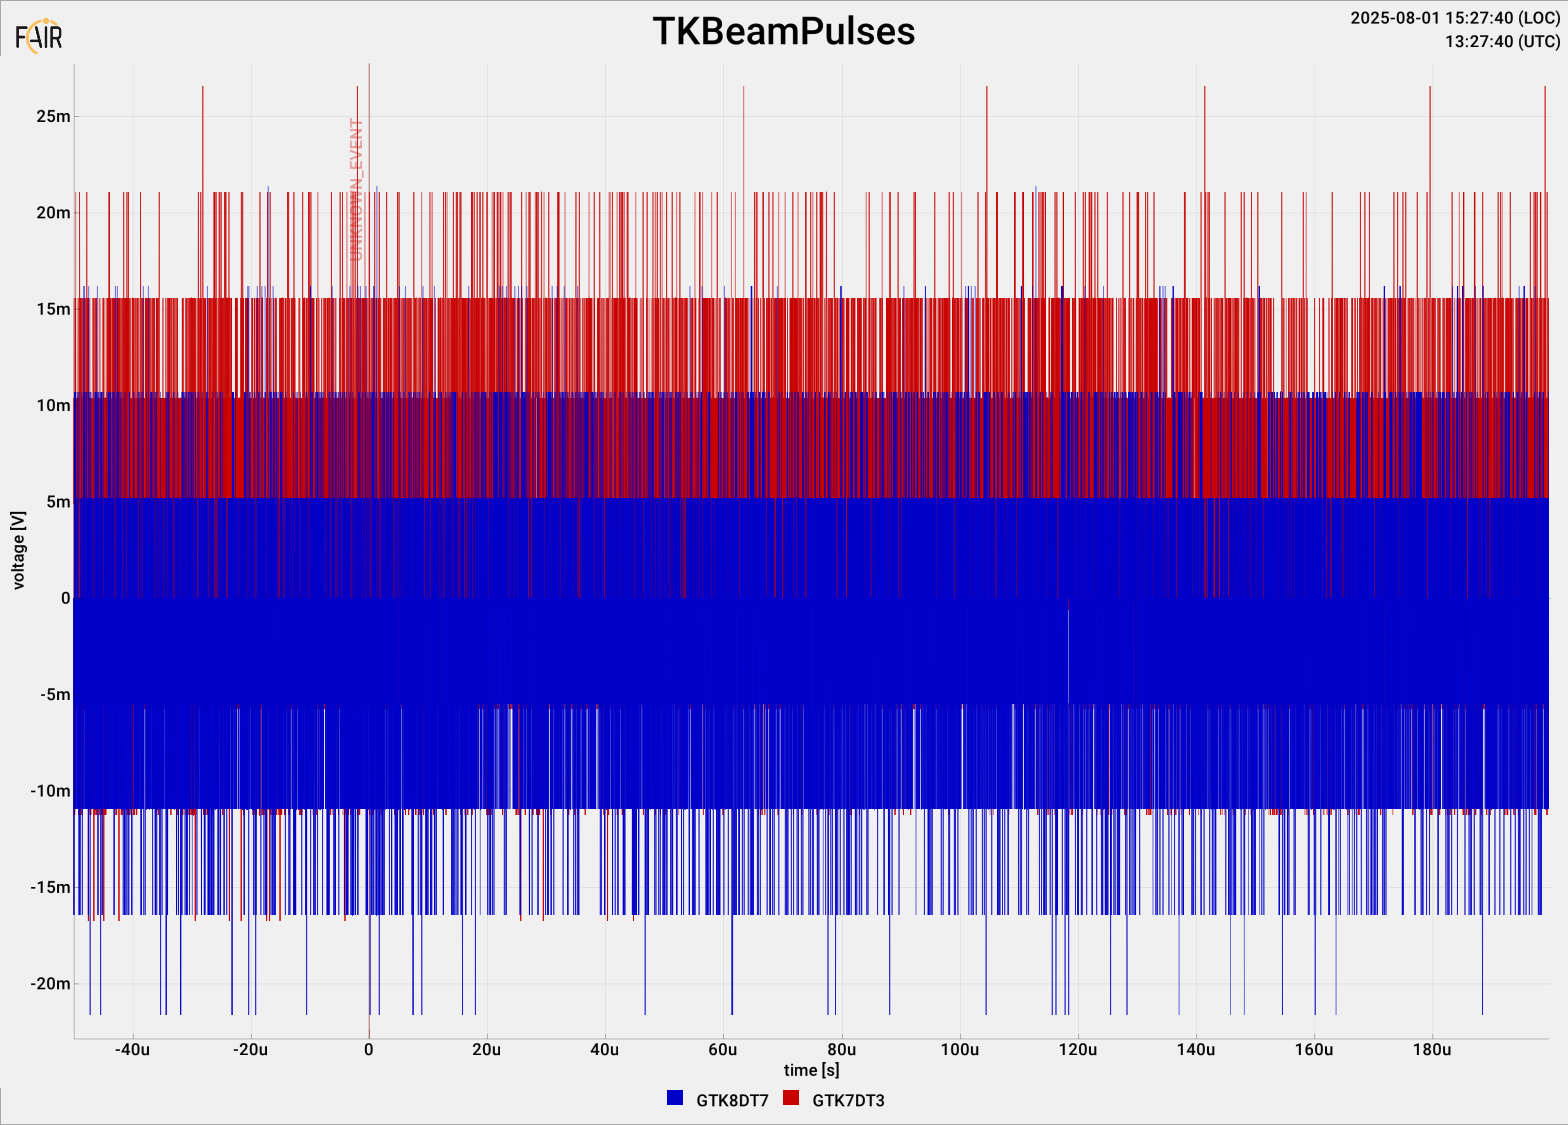 FAIR
TKBeamPulses
2025-08-01 15:27:40 (LOC)
13:27:40 (UTC)
UNKNOWN_EVENT
25m
20m
15m
10m
5m
0
-5m
-10m
-15m
-20m
voltage [V]
-40u -20u 0 20u 40u 60u 80u 100u 120u 140u 160u 180u
time [s]
GTK8DT7 GTK7DT3